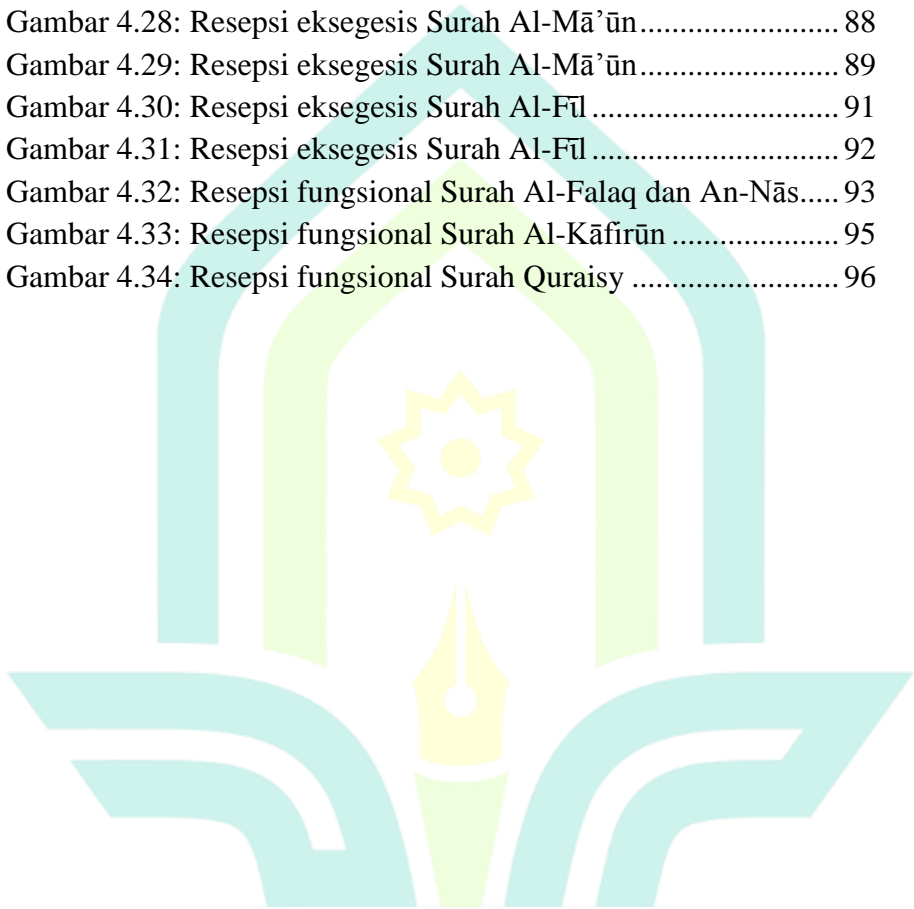 Gambar 4.28: Resepsi eksegesis Surah Al-Mā’ūn......................... 88
Gambar 4.29: Resepsi eksegesis Surah Al-Mā’ūn......................... 89
Gambar 4.30: Resepsi eksegesis Surah Al-Fīl ............................... 91
Gambar 4.31: Resepsi eksegesis Surah Al-Fīl ............................... 92
Gambar 4.32: Resepsi fungsional Surah Al-Falaq dan An-Nās..... 93
Gambar 4.33: Resepsi fungsional Surah Al-Kāfirūn ..................... 95
Gambar 4.34: Resepsi fungsional Surah Quraisy ......................... 96